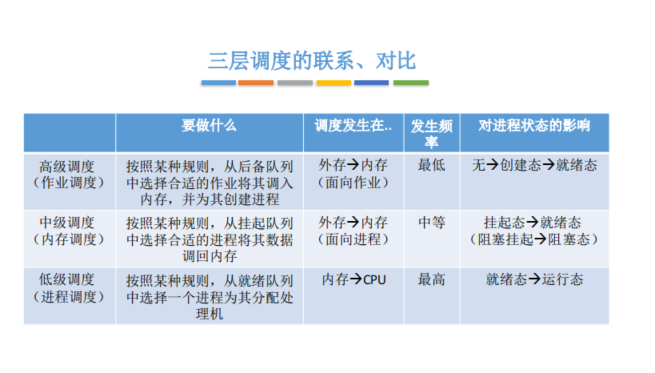 三层调度的联系、对比
要做什么
调度发生在..
发生频
率
对进程状态的影响
高级调度
（作业调度）
按照某种规则，从后备队列
中选择合适的作业将其调入
内存，并为其创建进程
外存→内存
（面向作业）
最低
无→创建态→就绪态
中级调度
（内存调度）
按照某种规则，从挂起队列
中选择合适的进程将其数据
调回内存
外存→内存
（面向进程）
中等
挂起态→就绪态
（阻塞挂起→阻塞态）
低级调度
（进程调度）
按照某种规则，从就绪队列
中选择一个进程为其分配处
理机
内存→CPU
最高
就绪态→运行态